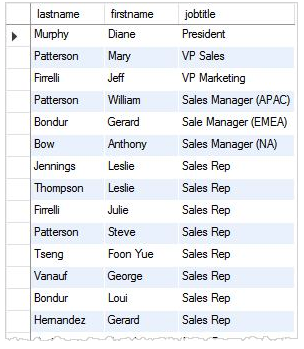 lastname firstname jobtitle
Murphy Diane President
Patterson Mary VP Sales
Firrelli Jeff VP Marketing
Patterson William Sales Manager (APAC)
Bondur Gerard Sale Manager (EMEA)
Bow Anthony Sales Manager (NA)
Jennings Leslie Sales Rep
Thompson Leslie Sales Rep
Firrelli Julie Sales Rep
Patterson Steve Sales Rep
Tseng Foon Yue Sales Rep
Vanauf George Sales Rep
Bondur Loui Sales Rep
Hernandez Gerard Sales Rep